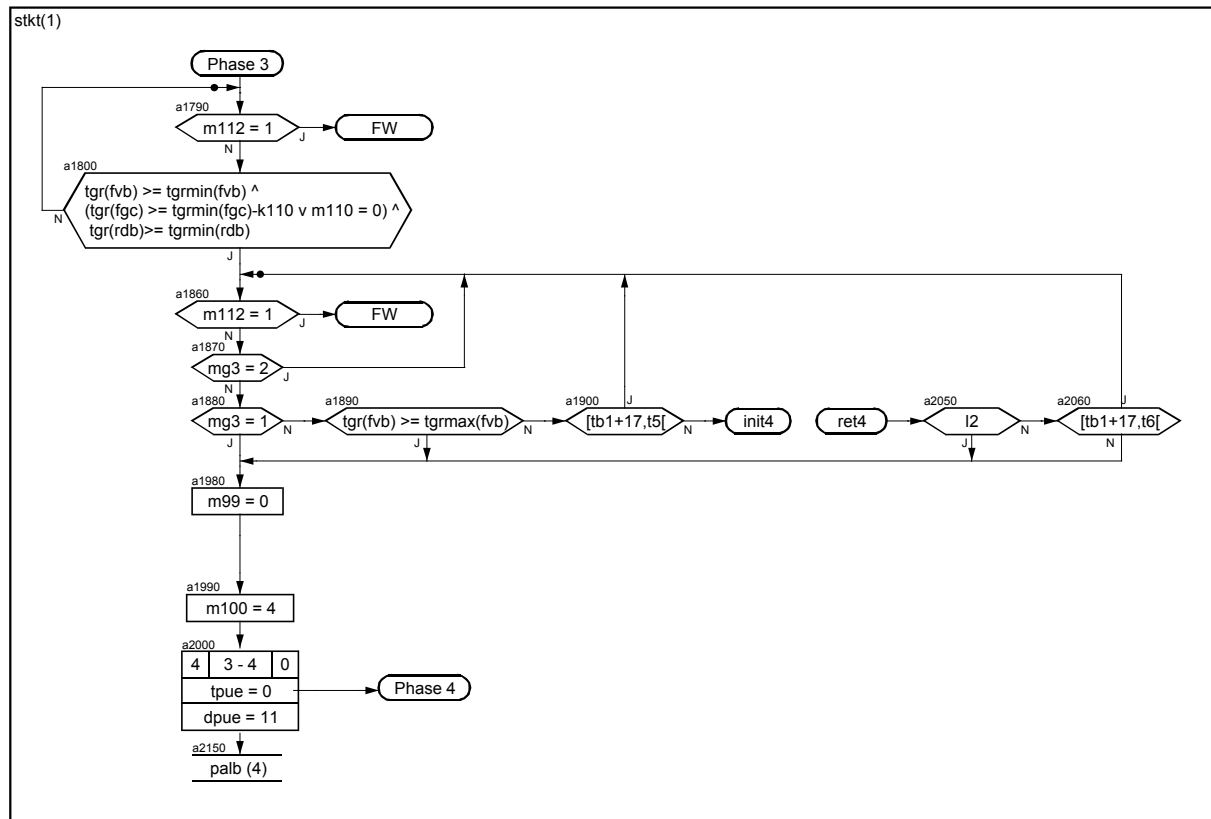 stkt(1)
Phase 3
a1790
m112 = 1
J
FW
N
a1800
tgr(fvb) >= tgrmin(fvb) ^
(tgr(fgc) >= tgrmin(fgc)-k110 v m110 = 0) ^
tgr(rdb)>= tgrmin(rdb)
N
J
a1860
m112 = 1
J
FW
N
a1870
mg3 = 2
J
N
a1880
mg3 = 1
N
J
a1890
tgr(fvb) >= tgrmax(fvb)
N
J
a1900
J
[tb1+17,t5[
N
init4
ret4
a2050
l2
N
J
a2060
J
[tb1+17,t6[
N
a1980
m99 = 0
a1990
m100 = 4
a2000
4 3 - 4 0
tpue = 0
Phase 4
dpue = 11
a2150
palb (4)